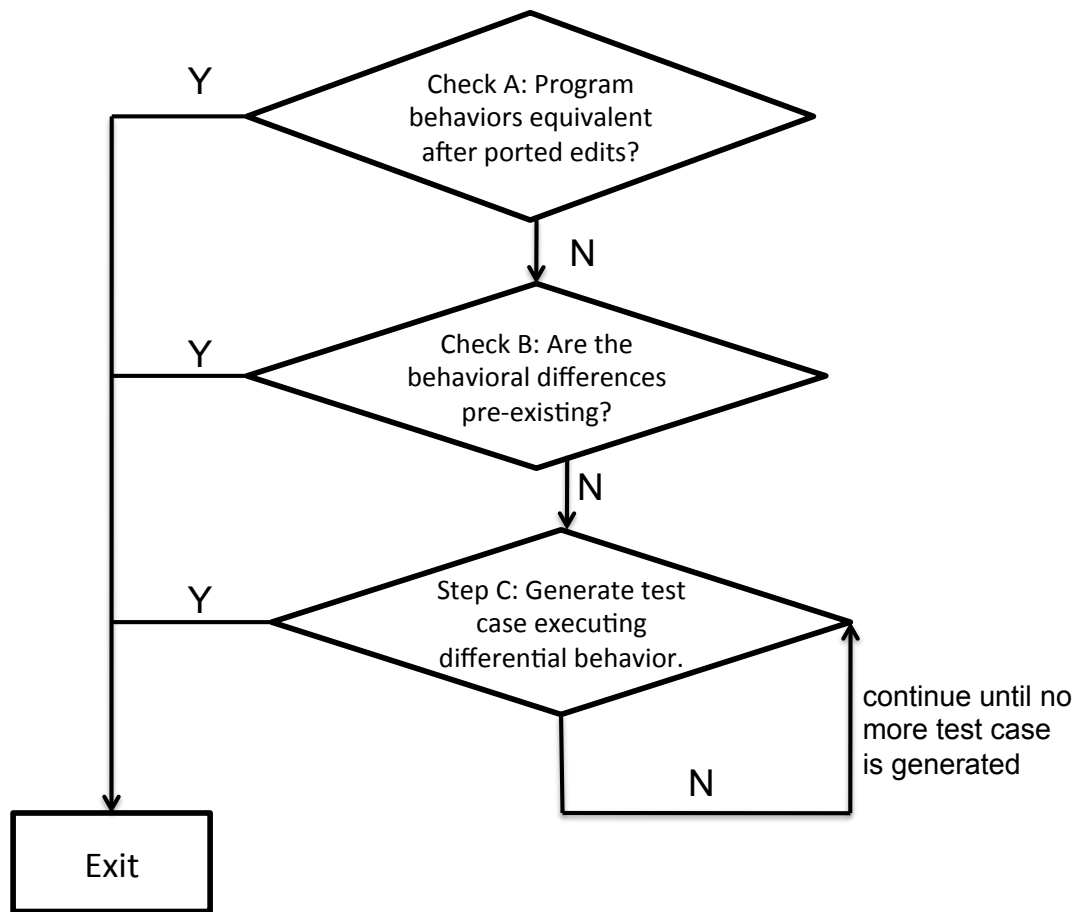 Y
Check A: Program
behaviors equivalent
after ported edits?
N
Y
Check B: Are the
behavioral differences
pre-existing?
N
Y
Step C: Generate test
case executing
differential behavior.
continue until no
more test case
is generated
N
Exit